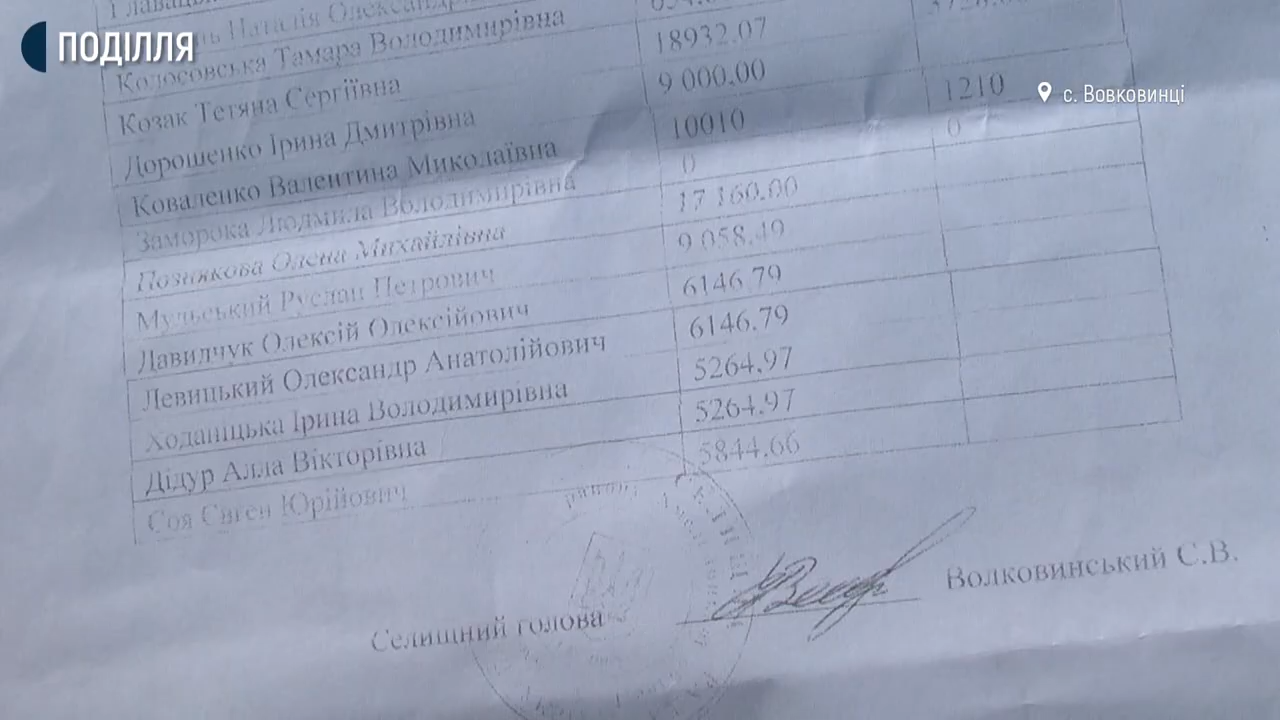 ПОДІЛЛЯ
с. Вовковинці
Наталія
Колосовська Тамара Володимирівна 18932.07
Козак Тетяна Сергіївна 9 000.00
Дорошенко Ірина Дмитрівна 10010 1210
Коваленко Валентина Миколаївна 0 0
Заморока Людмила Володимирівна 17 160.00
Познякова Олена Михайлівна 9 058.49
Мульський Руслан Петрович 6146.79
Давидчук Олексій Олексійович 6146.79
Левицький Олександр Анатолійович 5264.97
Ходаніцька Ірина Володимирівна 5264.97
Дідур Алла Вікторівна 5844.66
Соя Євген Юрійович
Селищний голова Волковинський С.В.